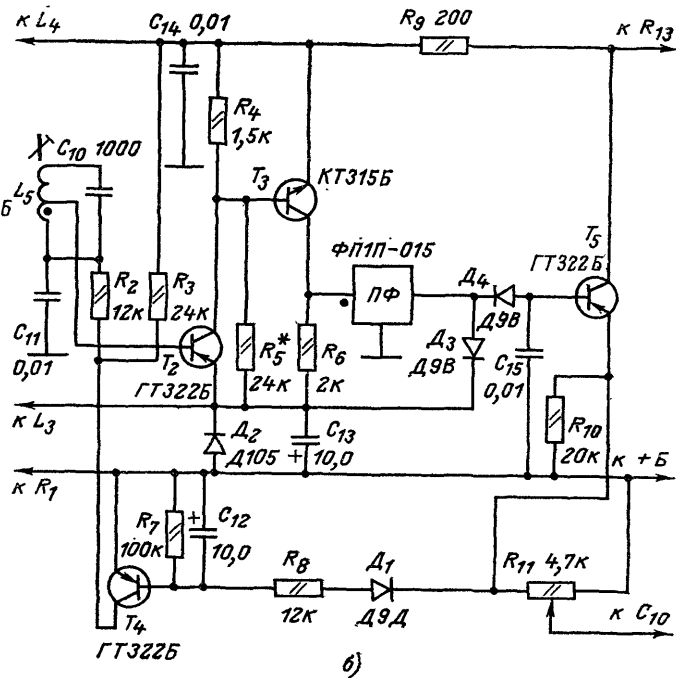 к L4
C14 0,01
R9 200
к R13
R4
1,5к
C10 1000
L5
Б
T3
КТ315Б
ФП1П-015
ПФ
T5
ГТ322Б
Д4
Д9В
R2
12к
R3
24к
C11
0,01
T2
ГТ322Б
R5*
24к
R6
2к
Д3
Д9В
C15
0,01
R10
20к
к L3
Д2
Д105
C13
+ 10,0
к + Б
к R1
R7
100к
+
C12
10,0
R8
12к
Д1
Д9Д
R11 4,7к
к C10
T4
ГТ322Б
б)